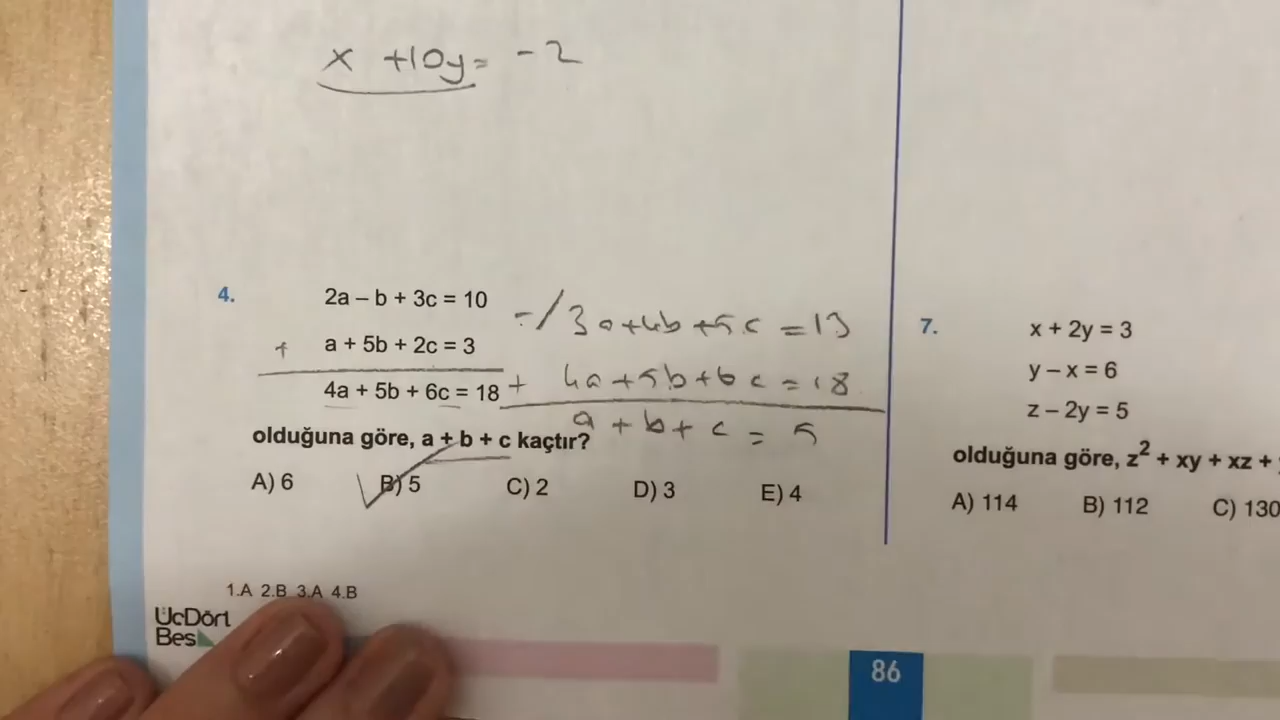 x +10y = -2
4.
2a – b + 3c = 10
+ a + 5b + 2c = 3
4a + 5b + 6c = 18
-/ 3a+4b+5c = 13
+ 4a+5b+6c = 18
a + b + c = 5
olduğuna göre, a + b + c kaçtır?
A) 6 B) 5 C) 2 D) 3 E) 4
1.A 2.B 3.A 4.B
ÜçDört
Beş
86
7.
x + 2y = 3
y – x = 6
z – 2y = 5
olduğuna göre, z² + xy + xz +
A) 114 B) 112 C) 130